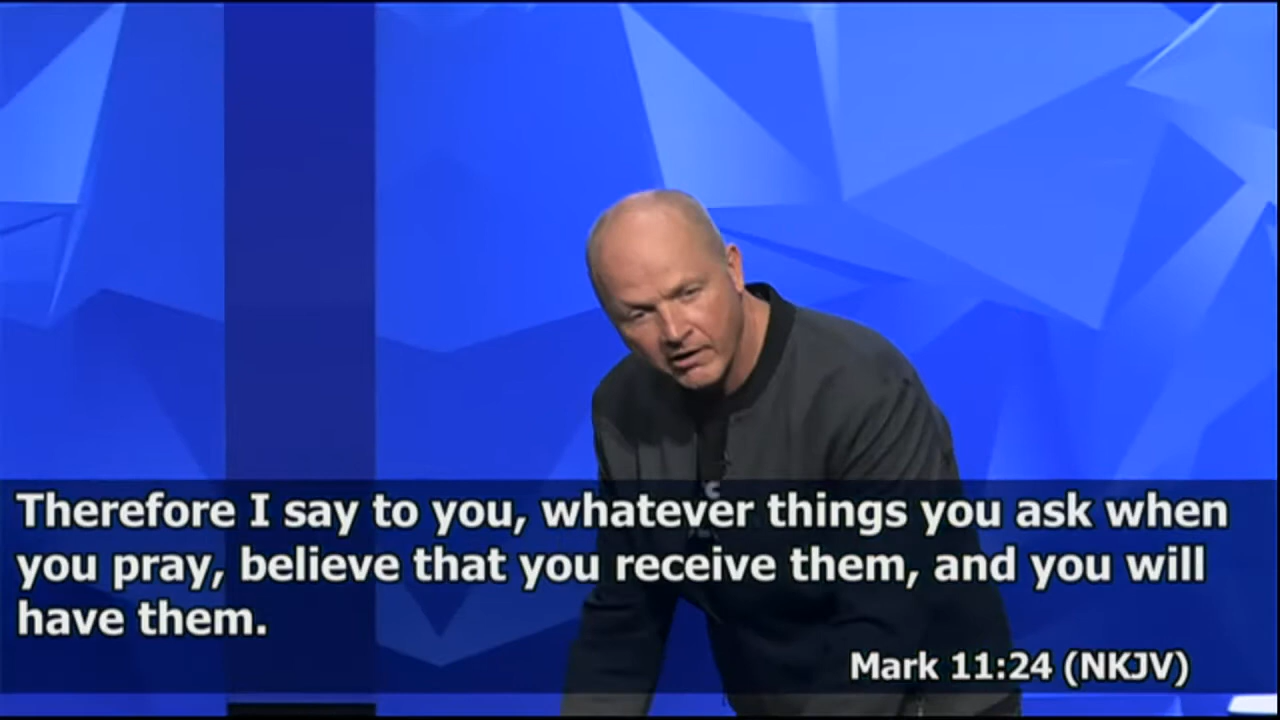 Therefore I say to you, whatever things you ask when
you pray, believe that you receive them, and you will
have them.
Mark 11:24 (NKJV)